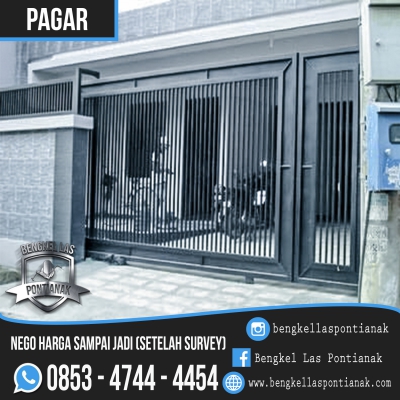 PAGAR
BENGKEL LAS
PONTIANAK
NEGO HARGA SAMPAI JADI (SETELAH SURVEY)
0853 - 4744 - 4454
bengkellaspontianak
Bengkel Las Pontianak
www.bengkellaspontianak.com